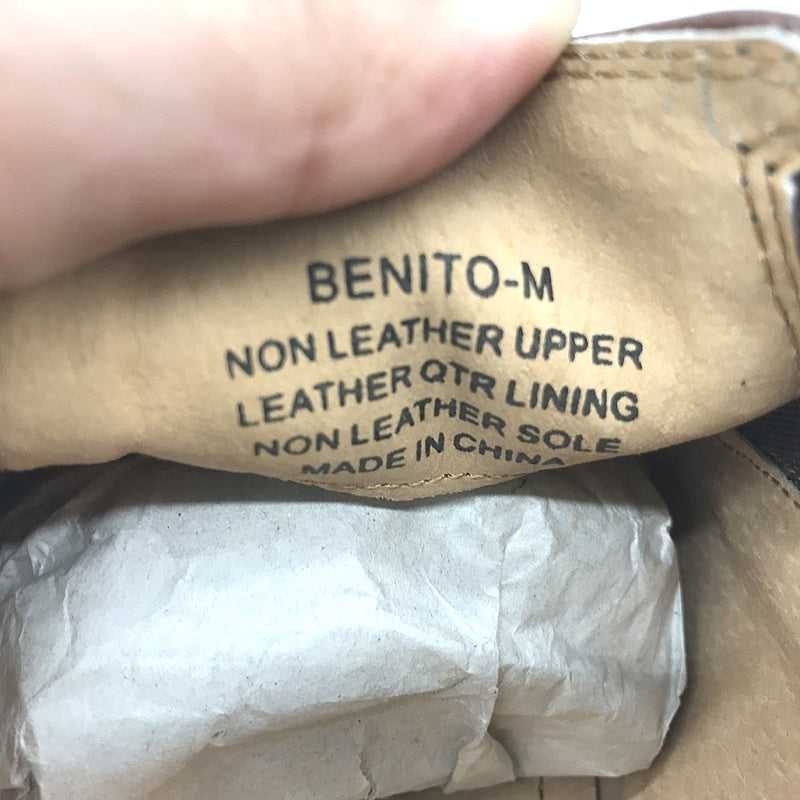 BENITO-M
NON LEATHER UPPER
LEATHER QTR LINING
NON LEATHER SOLE
MADE IN CHINA